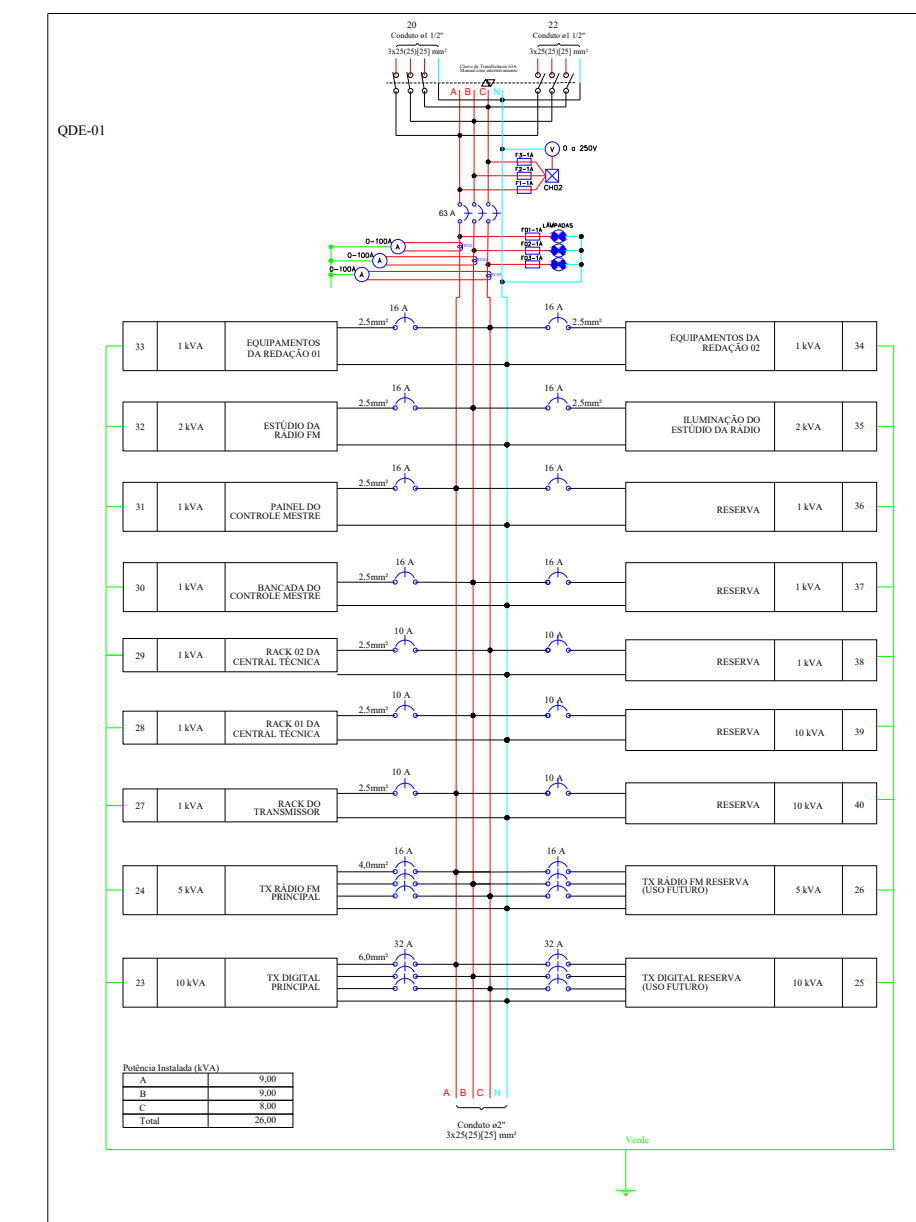 20
Conduto ø1 1/2"
3x25(25)[25] mm²
22
Conduto ø1 1/2"
3x25(25)[25] mm²
Chave de Transferência 63A
Manual com intertravamento
A B C N
QDE-01
V 0 a 250V
F3-1A
F2-1A
F1-1A
CH02
63 A
LÂMPADAS
F01-1A
F02-1A
F03-1A
0-100A A
0-100A A
0-100A A
33 1 kVA EQUIPAMENTOS
DA REDAÇÃO 01
2.5mm² 16 A
16 A 2.5mm²
EQUIPAMENTOS DA
REDAÇÃO 02 1 kVA 34
32 2 kVA ESTÚDIO DA
RÁDIO FM
2.5mm² 16 A
16 A 2.5mm²
ILUMINAÇÃO DO
ESTÚDIO DA RÁDIO 2 kVA 35
31 1 kVA PAINEL DO
CONTROLE MESTRE
2.5mm² 16 A
16 A
RESERVA 1 kVA 36
30 1 kVA BANCADA DO
CONTROLE MESTRE
2.5mm² 16 A
16 A
RESERVA 1 kVA 37
29 1 kVA RACK 02 DA
CENTRAL TÉCNICA
2.5mm² 10 A
10 A
RESERVA 1 kVA 38
28 1 kVA RACK 01 DA
CENTRAL TÉCNICA
2.5mm² 10 A
10 A
RESERVA 10 kVA 39
27 1 kVA RACK DO
TRANSMISSOR
2.5mm² 10 A
10 A
RESERVA 10 kVA 40
24 5 kVA TX RÁDIO FM
PRINCIPAL
4,0mm² 16 A
16 A
TX RÁDIO FM RESERVA
(USO FUTURO) 5 kVA 26
23 10 kVA TX DIGITAL
PRINCIPAL
6,0mm² 32 A
32 A
TX DIGITAL RESERVA
(USO FUTURO) 10 kVA 25
Potência Instalada (kVA)
A 9,00
B 9,00
C 8,00
Total 26,00
A B C N
Conduto ø2"
3x25(25)[25] mm²
Verde